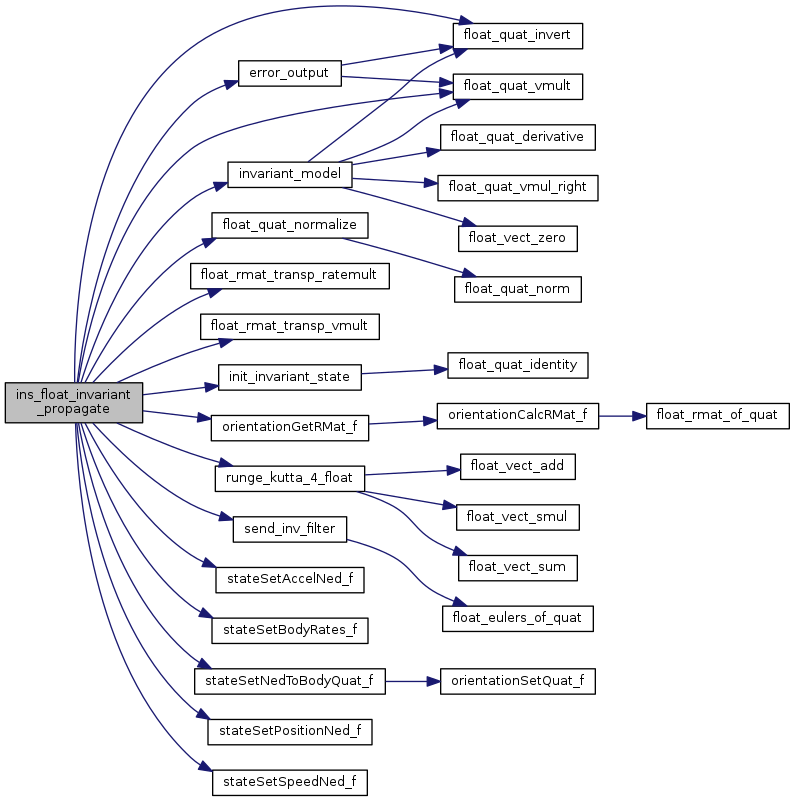 float_quat_invert
error_output
float_quat_vmult
float_quat_derivative
invariant_model
float_quat_vmul_right
float_quat_normalize
float_vect_zero
float_rmat_transp_ratemult
float_quat_norm
float_rmat_transp_vmult
init_invariant_state
float_quat_identity
ins_float_invariant
_propagate
orientationGetRMat_f
orientationCalcRMat_f
float_rmat_of_quat
runge_kutta_4_float
float_vect_add
float_vect_smul
send_inv_filter
float_vect_sum
stateSetAccelNed_f
float_eulers_of_quat
stateSetBodyRates_f
stateSetNedToBodyQuat_f
orientationSetQuat_f
stateSetPositionNed_f
stateSetSpeedNed_f